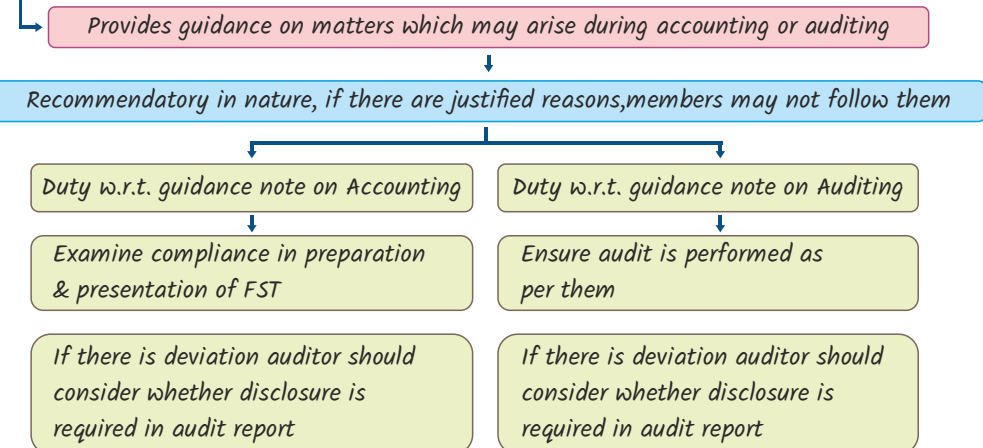 Provides guidance on matters which may arise during accounting or auditing
Recommendatory in nature, if there are justified reasons,members may not follow them
Duty w.r.t. guidance note on Accounting
Duty w.r.t. guidance note on Auditing
Examine compliance in preparation
& presentation of FST
Ensure audit is performed as
per them
If there is deviation auditor should
consider whether disclosure is
required in audit report
If there is deviation auditor should
consider whether disclosure is
required in audit report